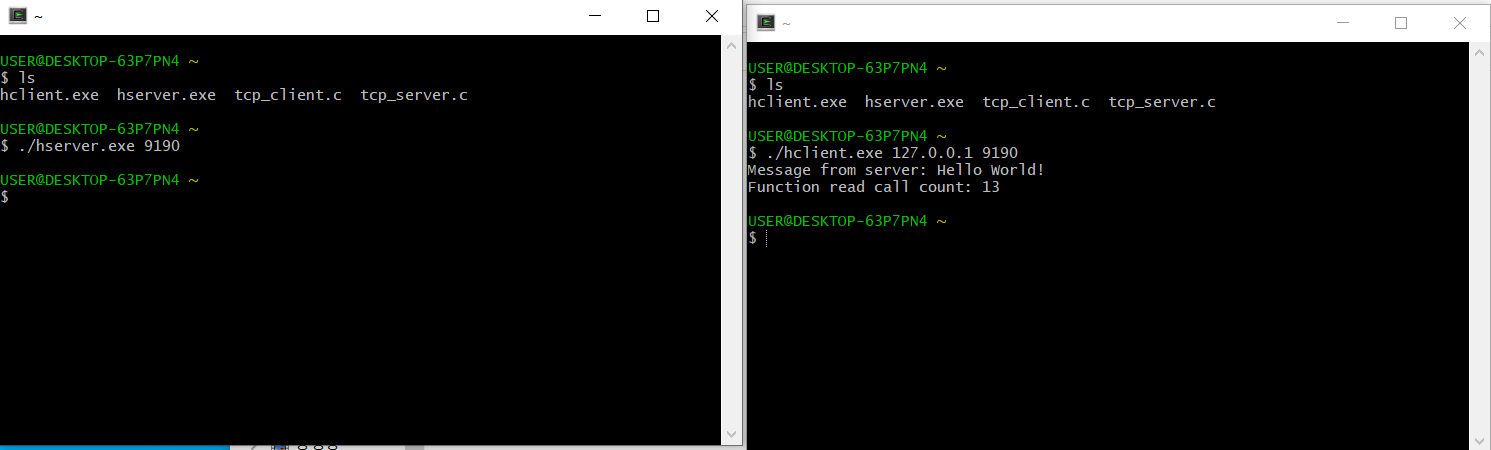 ~
USER@DESKTOP-63P7PN4 ~
$ ls
hclient.exe  hserver.exe  tcp_client.c  tcp_server.c
USER@DESKTOP-63P7PN4 ~
$ ./hserver.exe 9190
USER@DESKTOP-63P7PN4 ~
$
~
USER@DESKTOP-63P7PN4 ~
$ ls
hclient.exe  hserver.exe  tcp_client.c  tcp_server.c
USER@DESKTOP-63P7PN4 ~
$ ./hclient.exe 127.0.0.1 9190
Message from server: Hello World!
Function read call count: 13
USER@DESKTOP-63P7PN4 ~
$